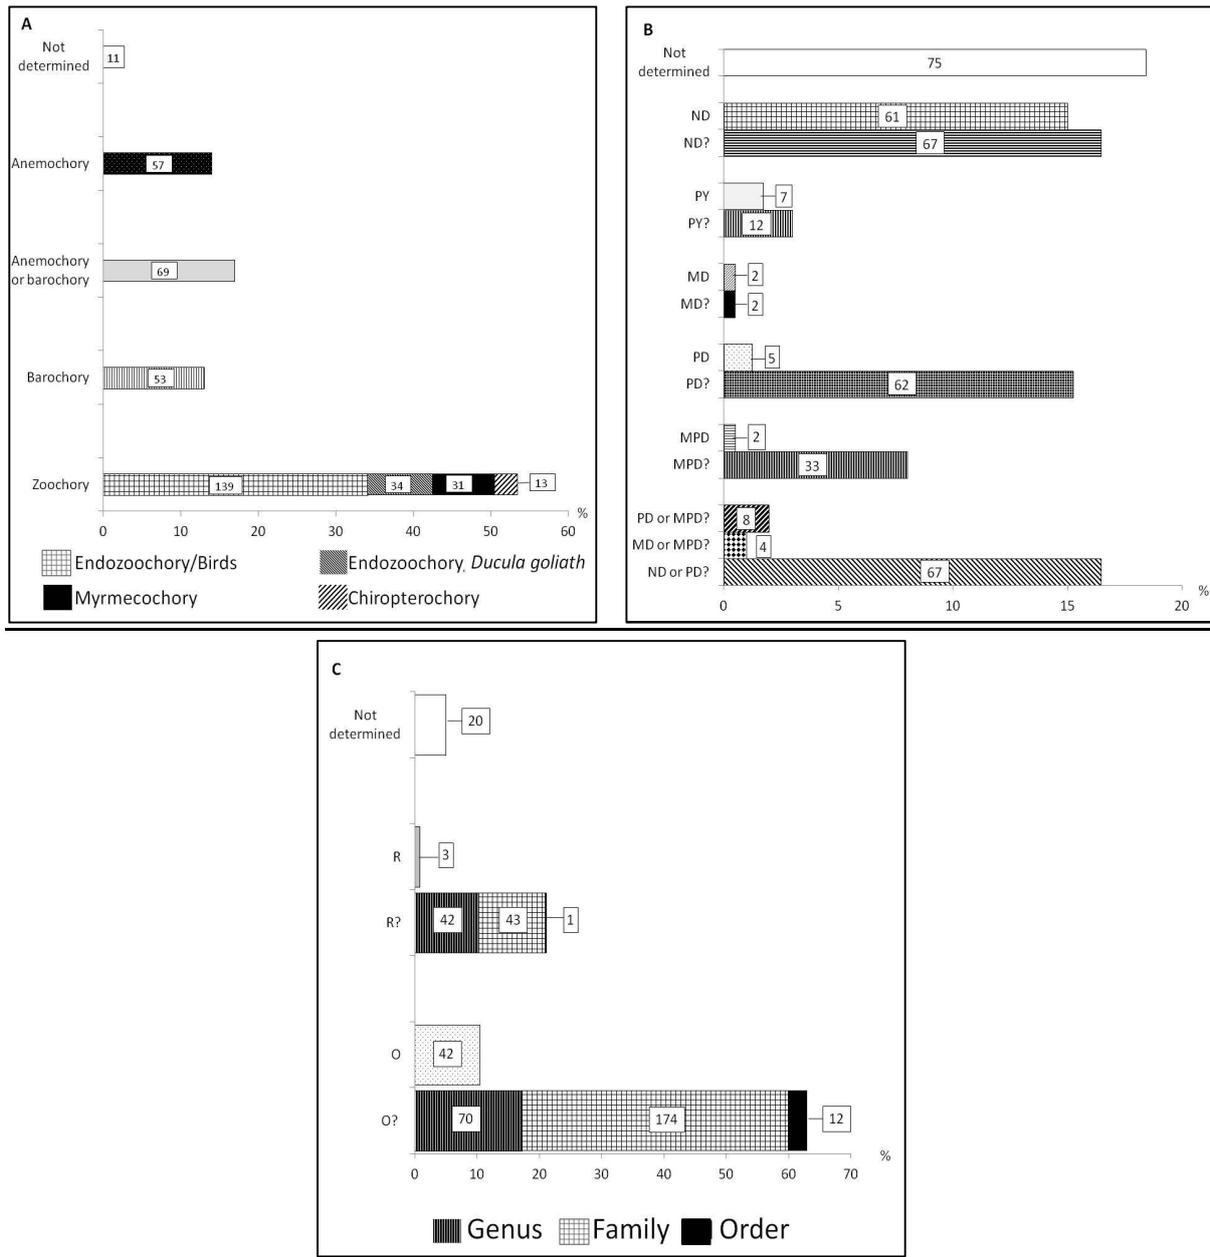 A
Not
determined
11
Anemochory
57
Anemochory
or barochory
69
Barochory
53
Zoochory
139
34
31
13
%
0 10 20 30 40 50 60
Endozoochory/Birds
Endozoochory, Ducula goliath
Myrmecochory
Chiropterochory
B
Not
determined
75
ND
61
ND?
67
PY
7
PY?
12
MD
2
MD?
2
PD
5
PD?
62
MPD
2
MPD?
33
PD or MPD?
8
MD or MPD?
4
ND or PD?
67
%
0 5 10 15 20
C
Not
determined
20
R
3
R?
42
43
1
O
42
O?
70
174
12
%
0 10 20 30 40 50 60 70
Genus Family Order